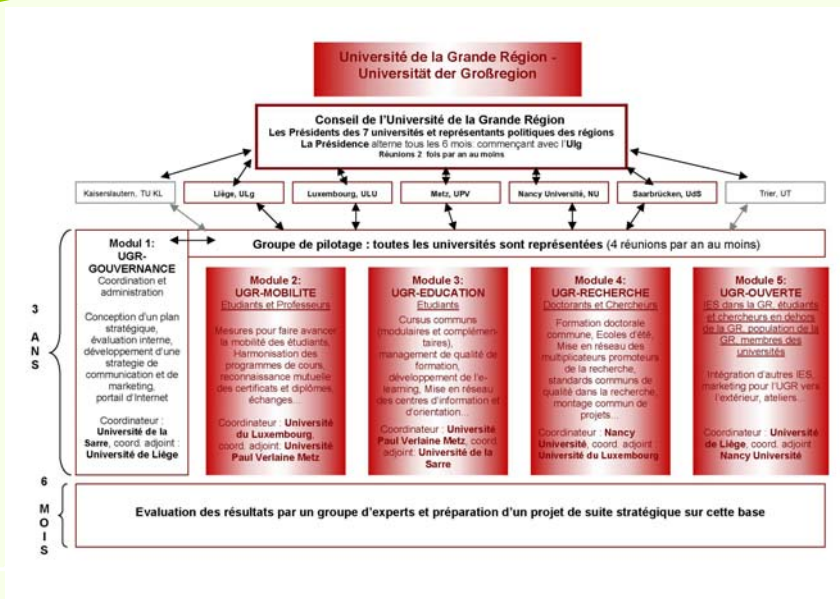 Université de la Grande Région -
Universität der Großregion
Conseil de l'Université de la Grande Région
Les Présidents des 7 universités et représentants politiques des régions
La Présidence alterne tous les 6 mois: commençant avec l'Ulg
Réunions 2 fois par an au moins
Kaiserslautern, TU KL
Liège, ULg
Luxembourg, ULU
Metz, UPV
Nancy Université, NU
Saarbrücken, UdS
Trier, UT
3
ANS
Modul 1:
UGR-
GOUVERNANCE
Coordination et
administration
Conception d'un plan
stratégique,
évaluation interne,
développement d'une
strategie de
communication et de
marketing,
portail d'Internet
Coordinateur :
Université de la
Sarre, coord. adjoint :
Université de Liège
Groupe de pilotage : toutes les universités sont représentées (4 réunions par an au moins)
Module 2:
UGR-MOBILITE
Etudiants et Professeurs
Mesures pour faire avancer
la mobilité des étudiants,
Harmonisation des
programmes de cours,
reconnaissance mutuelle
des certificats et diplômes,
échanges...
Coordinateur : Université
du Luxembourg,
coord. adjoint: Université
Paul Verlaine Metz
Module 3:
UGR-EDUCATION
Etudiants
Cursus communs
(modulaires et complémen-
taires),
management de qualité de
formation,
développement de l'e-
learning, Mise en réseau
des centres d'information et
d'orientation...
Coordinateur : Université
Paul Verlaine Metz, coord.
adjoint: Université de la
Sarre
Module 4:
UGR-RECHERCHE
Doctorants et Chercheurs
Formation doctorale
commune, Ecoles d'été,
Mise en réseau des
multiplicateurs promoteurs
de la recherche,
standards communs de
qualité dans la recherche,
montage commun de
projets...
Coordinateur : Nancy
Université, coord. adjoint :
Université du Luxembourg
Module 5:
UGR-OUVERTE
IES dans la GR, étudiants
et chercheurs en dehors
de la GR, population de la
GR, membres des
universités
Intégration d'autres IES,
marketing pour l'UGR vers
l'extérieur, ateliers...
Coordinateur : Université
de Liège, coord. adjoint :
Nancy Université
6
MOIS
Evaluation des résultats par un groupe d'experts et préparation d'un projet de suite stratégique sur cette base